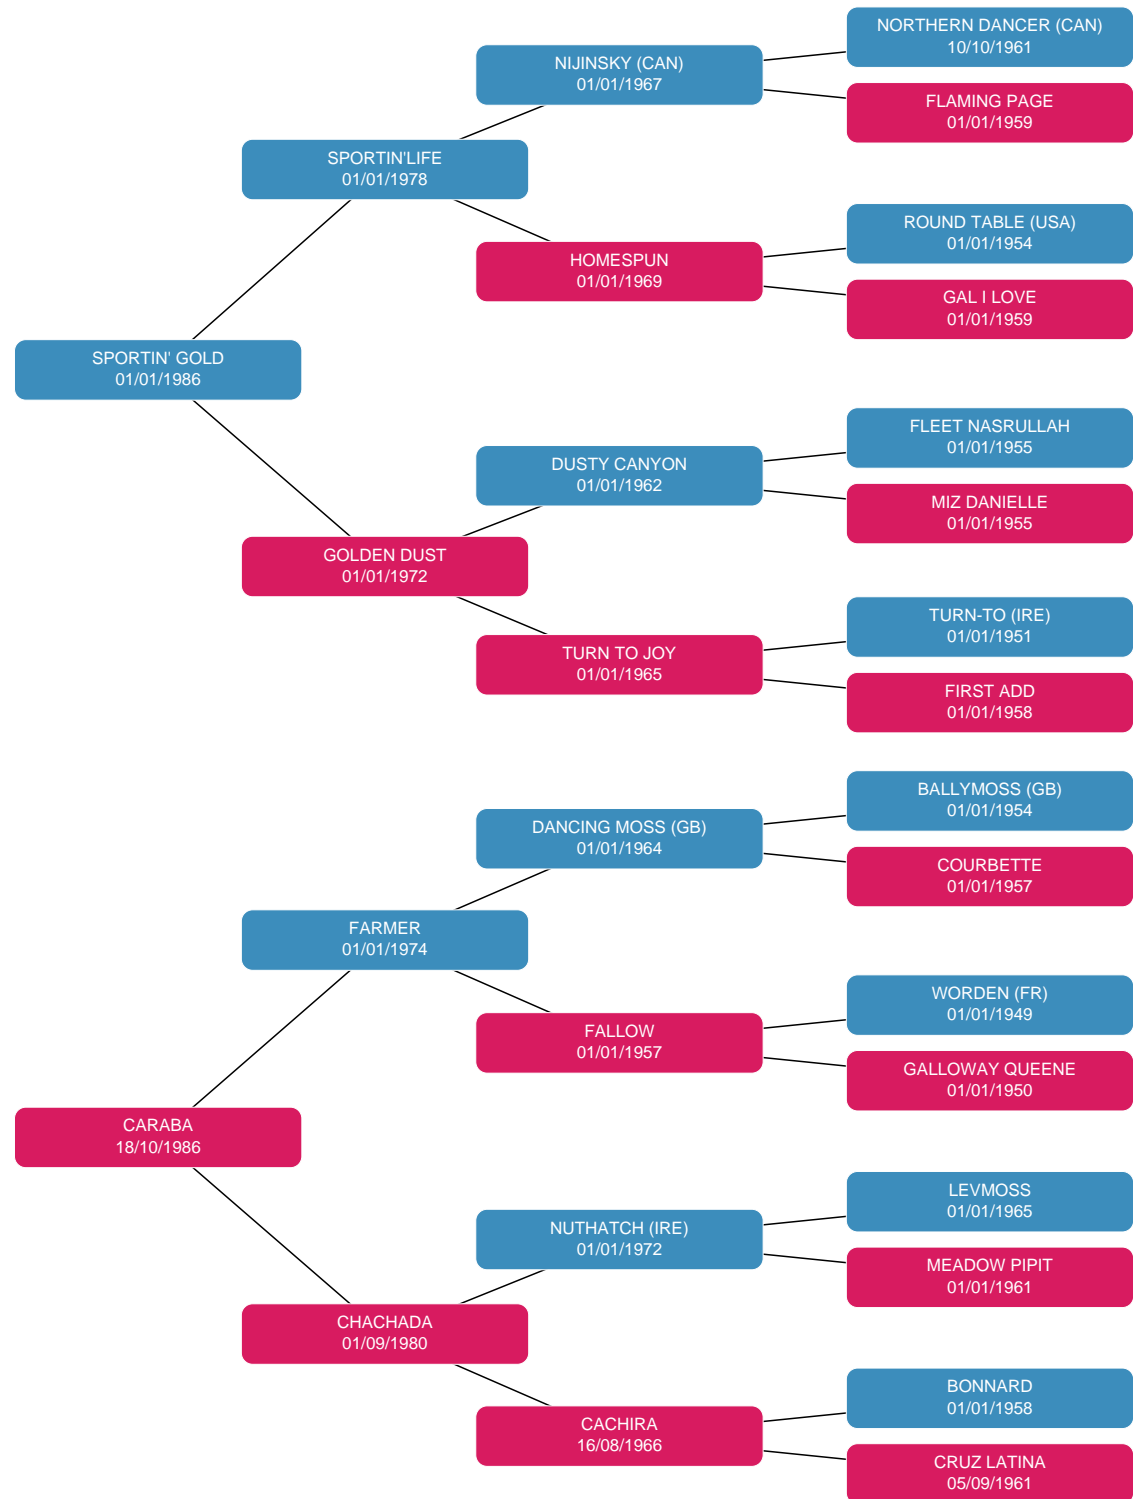 NORTHERN DANCER (CAN)
10/10/1961
NIJINSKY (CAN)
01/01/1967
FLAMING PAGE
01/01/1959
SPORTIN'LIFE
01/01/1978
ROUND TABLE (USA)
01/01/1954
HOMESPUN
01/01/1969
GAL I LOVE
01/01/1959
SPORTIN' GOLD
01/01/1986
FLEET NASRULLAH
01/01/1955
DUSTY CANYON
01/01/1962
MIZ DANIELLE
01/01/1955
GOLDEN DUST
01/01/1972
TURN-TO (IRE)
01/01/1951
TURN TO JOY
01/01/1965
FIRST ADD
01/01/1958
BALLYMOSS (GB)
01/01/1954
DANCING MOSS (GB)
01/01/1964
COURBETTE
01/01/1957
FARMER
01/01/1974
WORDEN (FR)
01/01/1949
FALLOW
01/01/1957
GALLOWAY QUEENE
01/01/1950
CARABA
18/10/1986
LEVMOSS
01/01/1965
NUTHATCH (IRE)
01/01/1972
MEADOW PIPIT
01/01/1961
CHACHADA
01/09/1980
BONNARD
01/01/1958
CACHIRA
16/08/1966
CRUZ LATINA
05/09/1961